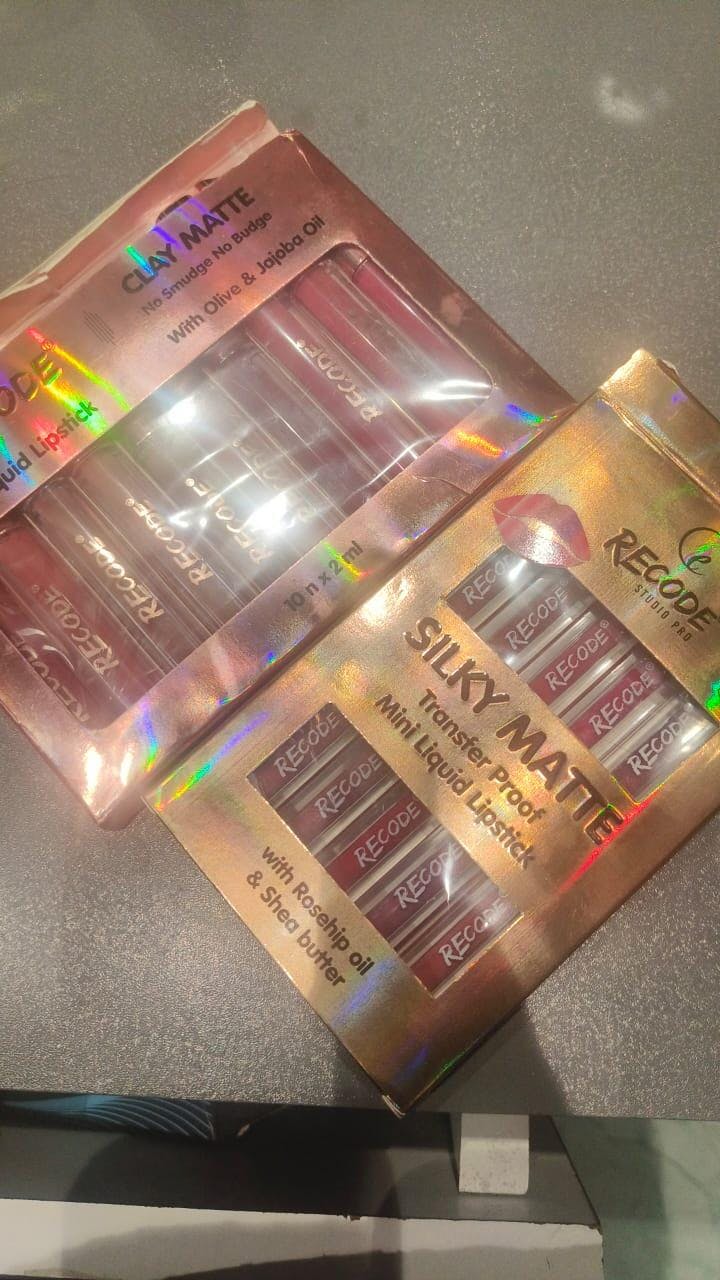 CLAY MATTE
No Smudge No Budge
With Olive & Jojoba Oil
Lipstick
RECODE®
RECODE®
RECODE®
RECODE®
RECODE®
RECODE®
RECODE®
10 n x 2 ml
RECODE
STUDIO PRO
SILKY MATTE
Transfer Proof
Mini Liquid Lipstick
RECODE
RECODE
RECODE®
RECODE®
RECODE
RECODE
RECODE
RECODE
RECODE
RECODE
with Rosehip oil
& Shea butter